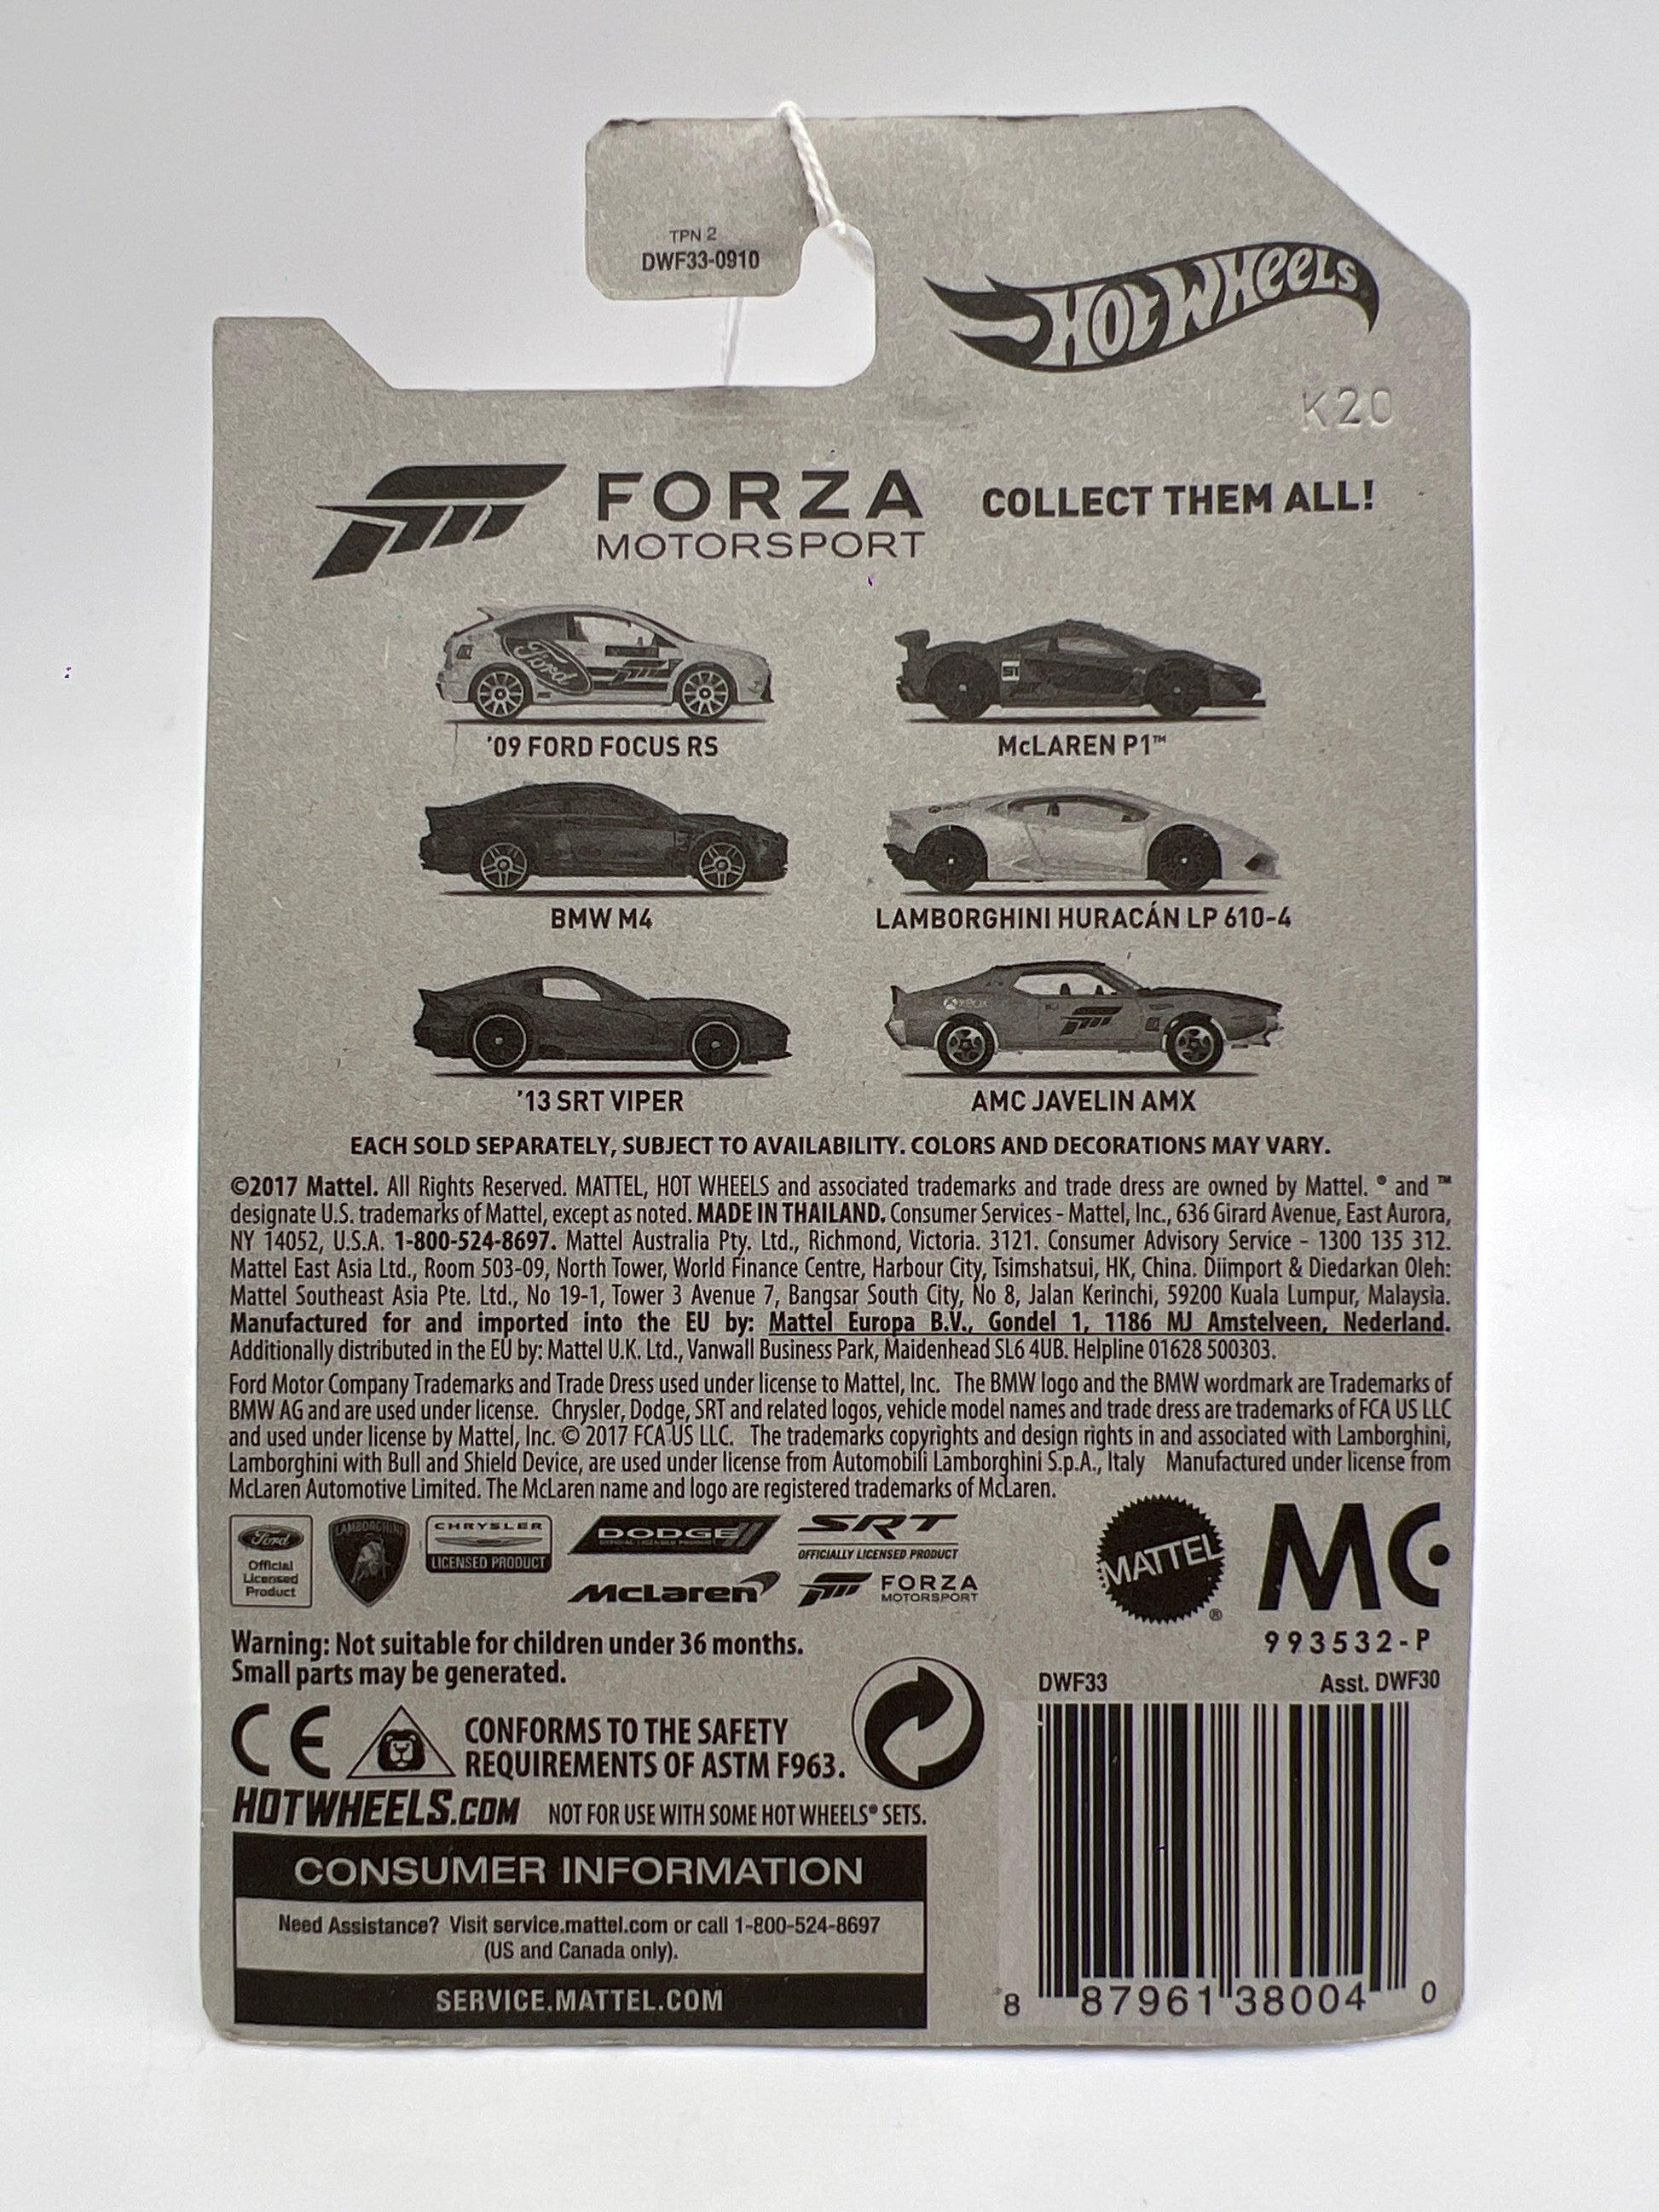 TPN 2
DWF33-0910
HOT WHEELS
K20
FORZA
MOTORSPORT
COLLECT THEM ALL!
Ford
'09 FORD FOCUS RS
McLAREN P1™
BMW M4
LAMBORGHINI HURACÁN LP 610-4
XBOX
'13 SRT VIPER
AMC JAVELIN AMX
EACH SOLD SEPARATELY, SUBJECT TO AVAILABILITY. COLORS AND DECORATIONS MAY VARY.
©2017 Mattel. All Rights Reserved. MATTEL, HOT WHEELS and associated trademarks and trade dress are owned by Mattel. ® and ™
designate U.S. trademarks of Mattel, except as noted. MADE IN THAILAND. Consumer Services - Mattel, Inc., 636 Girard Avenue, East Aurora,
NY 14052, U.S.A. 1-800-524-8697. Mattel Australia Pty. Ltd., Richmond, Victoria. 3121. Consumer Advisory Service - 1300 135 312.
Mattel East Asia Ltd., Room 503-09, North Tower, World Finance Centre, Harbour City, Tsimshatsui, HK, China. Diimport & Diedarkan Oleh:
Mattel Southeast Asia Pte. Ltd., No 19-1, Tower 3 Avenue 7, Bangsar South City, No 8, Jalan Kerinchi, 59200 Kuala Lumpur, Malaysia.
Manufactured for and imported into the EU by: Mattel Europa B.V., Gondel 1, 1186 MJ Amstelveen, Nederland.
Additionally distributed in the EU by: Mattel U.K. Ltd., Vanwall Business Park, Maidenhead SL6 4UB. Helpline 01628 500303.
Ford Motor Company Trademarks and Trade Dress used under license to Mattel, Inc. The BMW logo and the BMW wordmark are Trademarks of
BMW AG and are used under license. Chrysler, Dodge, SRT and related logos, vehicle model names and trade dress are trademarks of FCA US LLC
and used under license by Mattel, Inc. © 2017 FCA US LLC. The trademarks copyrights and design rights in and associated with Lamborghini,
Lamborghini with Bull and Shield Device, are used under license from Automobili Lamborghini S.p.A., Italy Manufactured under license from
McLaren Automotive Limited. The McLaren name and logo are registered trademarks of McLaren.
Ford
Official
Licensed
Product
LAMBORGHINI
CHRYSLER
LICENSED PRODUCT
DODGE
OFFICIAL LICENSED PRODUCT
SRT
OFFICIALLY LICENSED PRODUCT
McLaren
FORZA
MOTORSPORT
MATTEL
®
MC
993532-P
Warning: Not suitable for children under 36 months.
Small parts may be generated.
CE
CONFORMS TO THE SAFETY
REQUIREMENTS OF ASTM F963.
HOTWHEELS.COM NOT FOR USE WITH SOME HOT WHEELS® SETS.
CONSUMER INFORMATION
Need Assistance? Visit service.mattel.com or call 1-800-524-8697
(US and Canada only).
SERVICE.MATTEL.COM
DWF33 Asst. DWF30
8 87961 38004 0